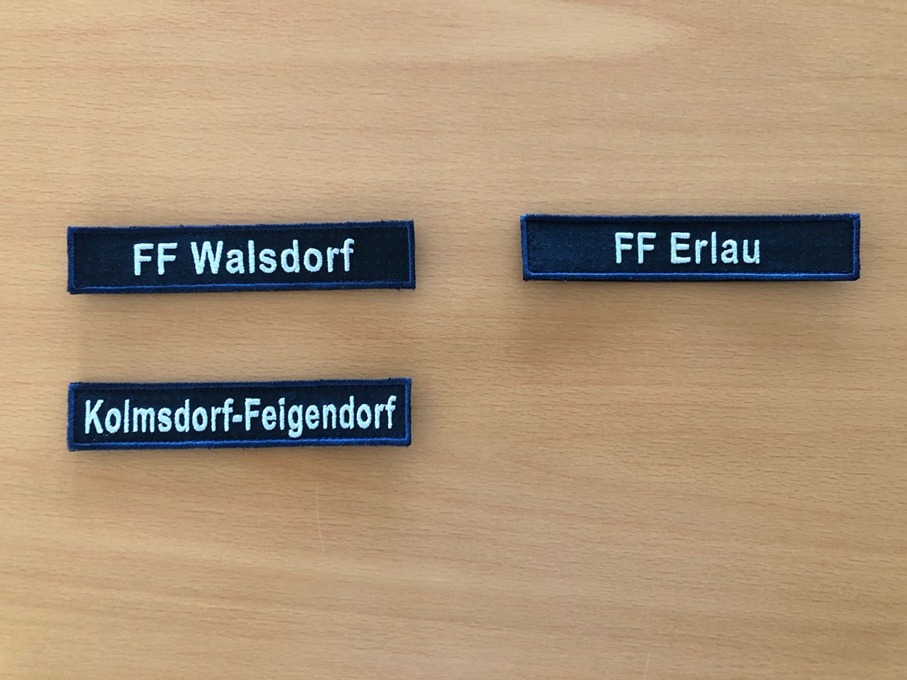 FF Walsdorf
FF Erlau
Kolmsdorf-Feigendorf